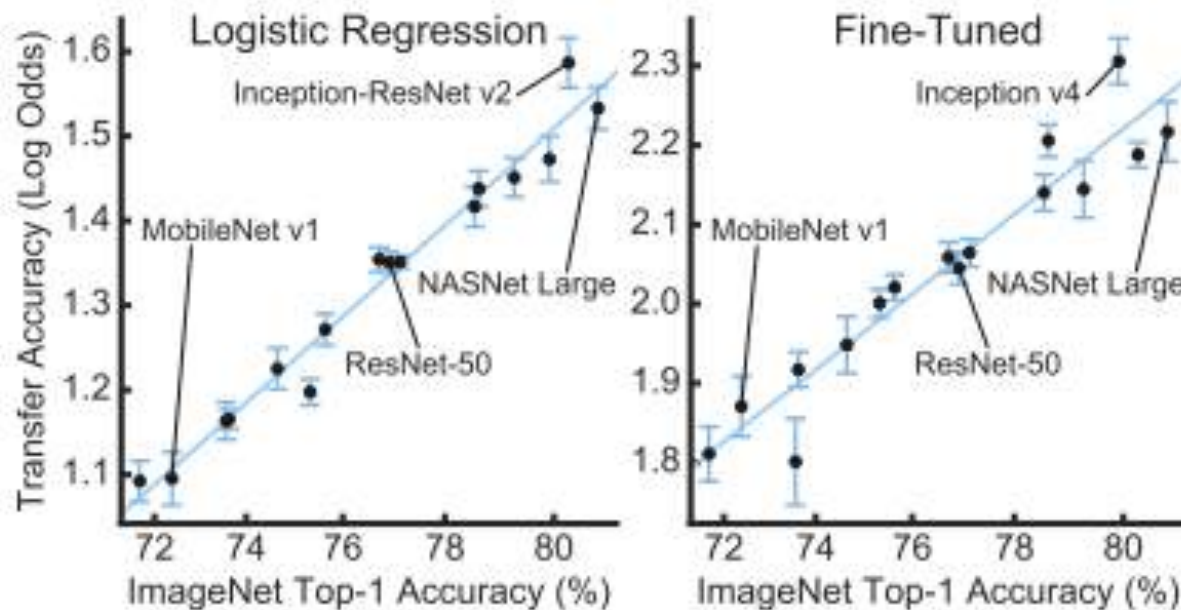 Logistic Regression
Transfer Accuracy (Log Odds)
1.6
1.5
1.4
1.3
1.2
1.1
Inception-ResNet v2
MobileNet v1
NASNet Large
ResNet-50
72 74 76 78 80
ImageNet Top-1 Accuracy (%)
Fine-Tuned
2.3
2.2
2.1
2.0
1.9
1.8
Inception v4
MobileNet v1
NASNet Large
ResNet-50
72 74 76 78 80
ImageNet Top-1 Accuracy (%)